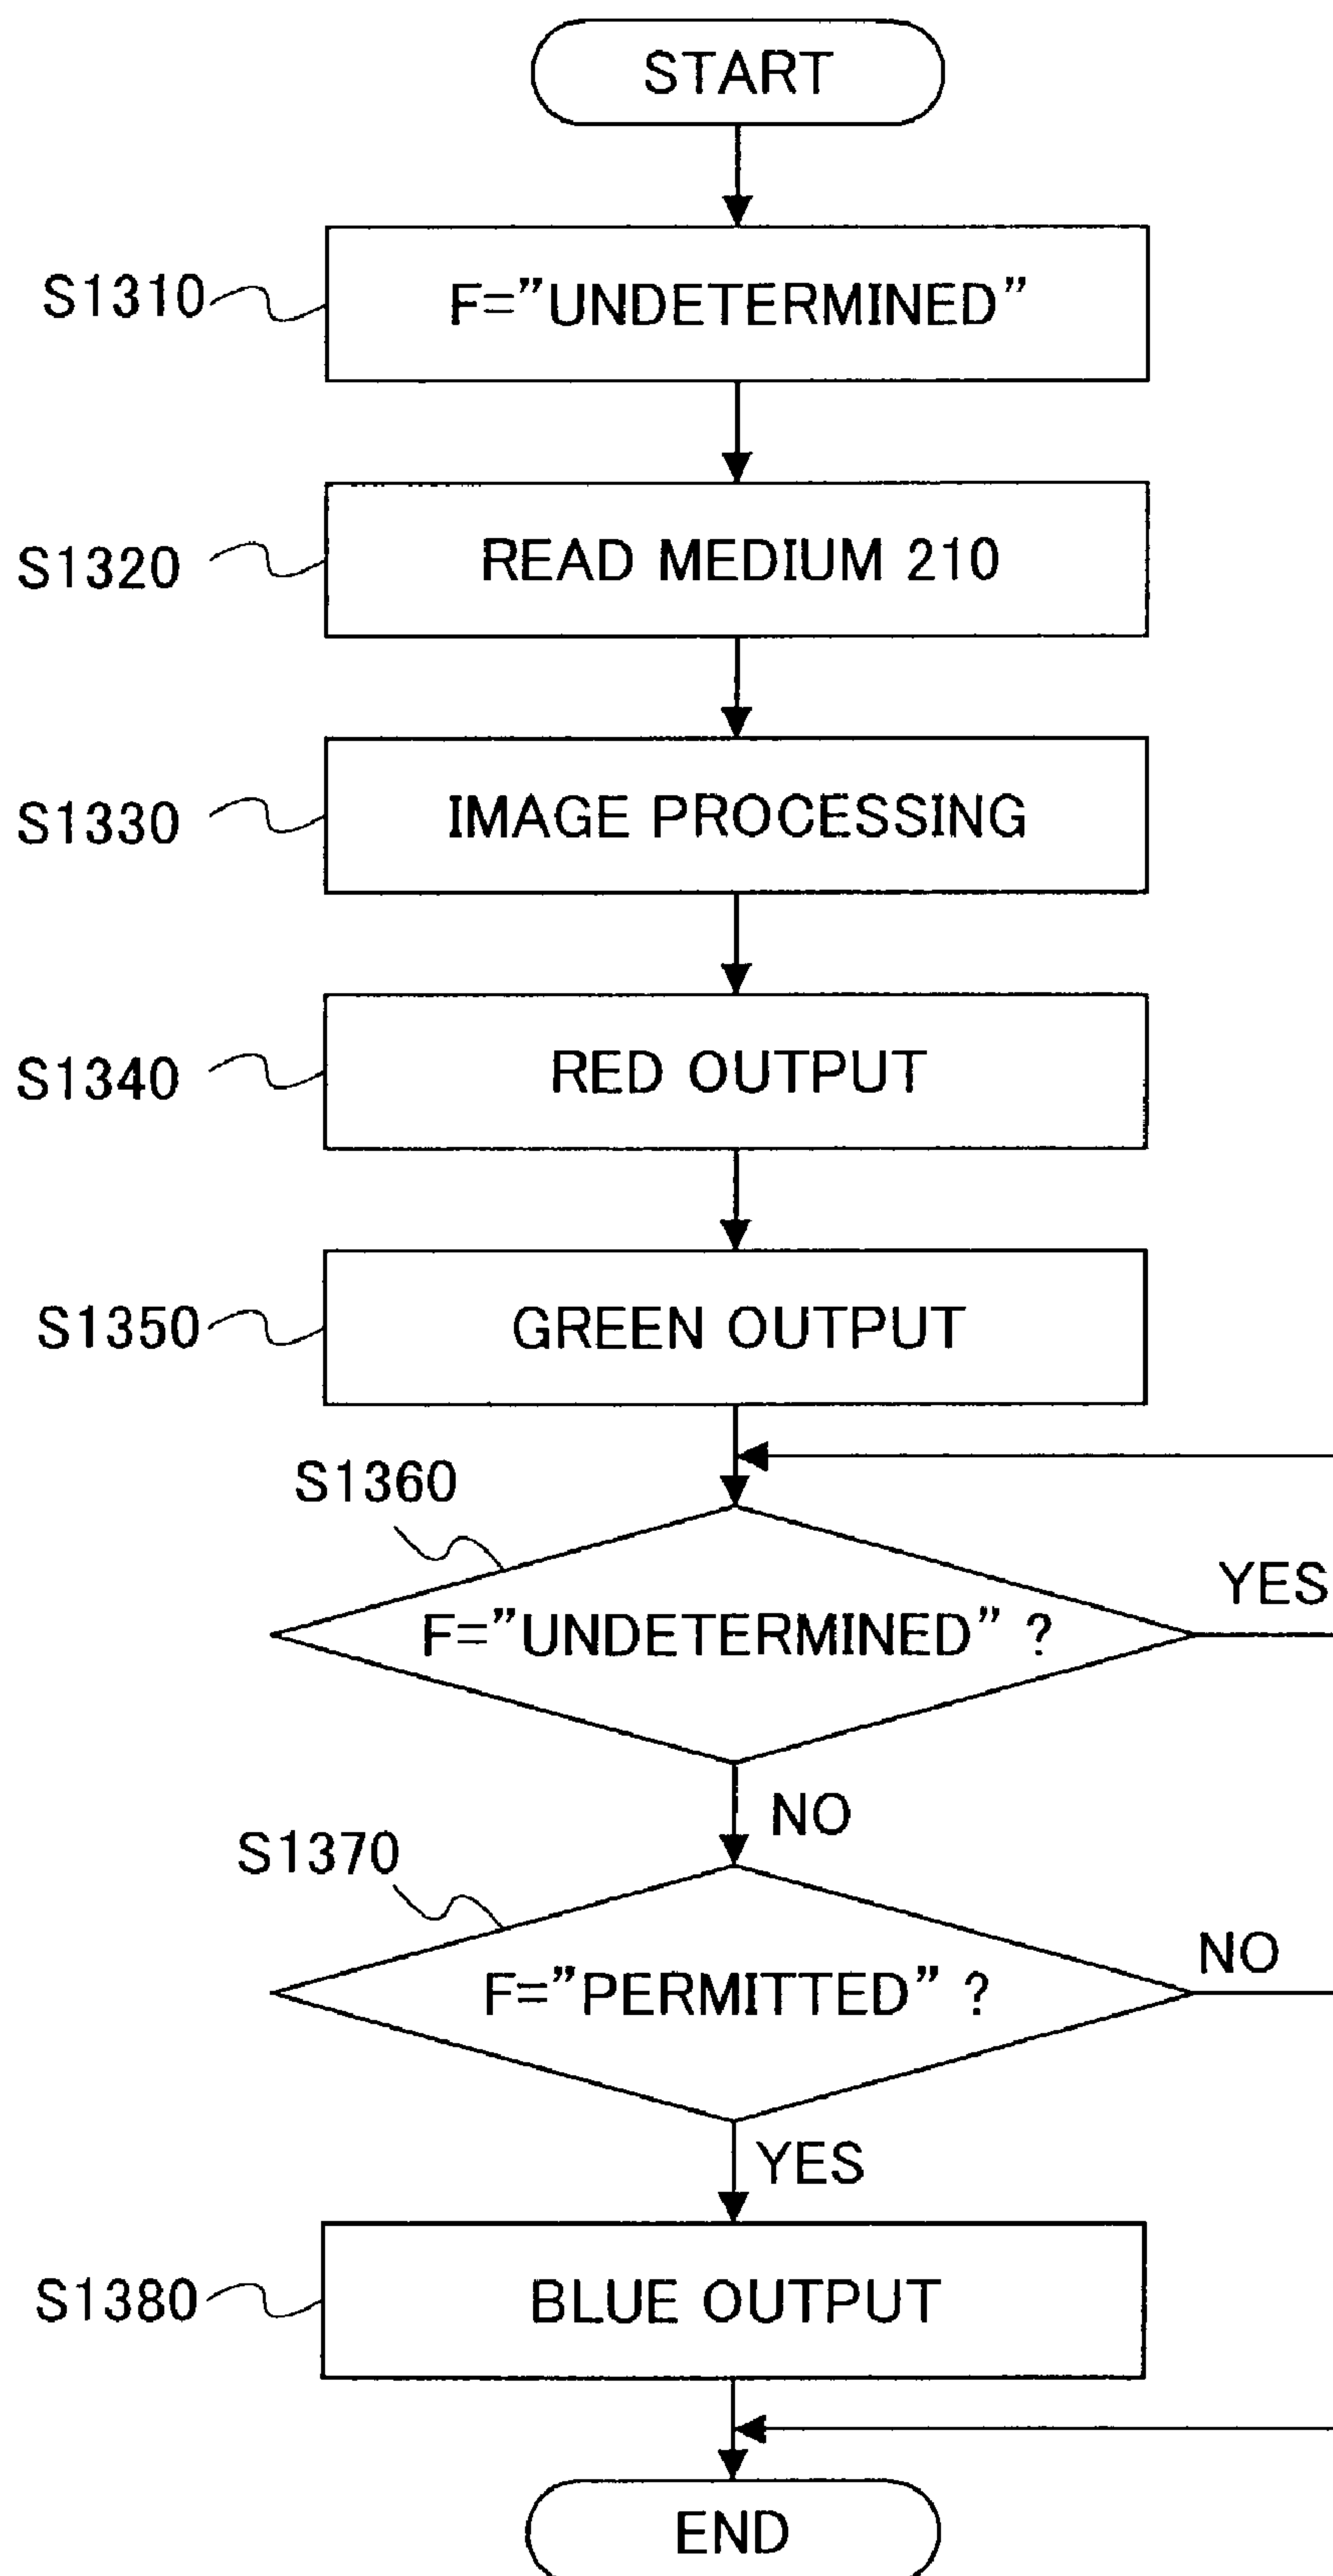 START
S1310
F=”UNDETERMINED”
S1320
READ MEDIUM 210
S1330
IMAGE PROCESSING
S1340
RED OUTPUT
S1350
GREEN OUTPUT
S1360
YES
F=”UNDETERMINED” ?
NO
S1370
NO
F=”PERMITTED” ?
YES
S1380
BLUE OUTPUT
END